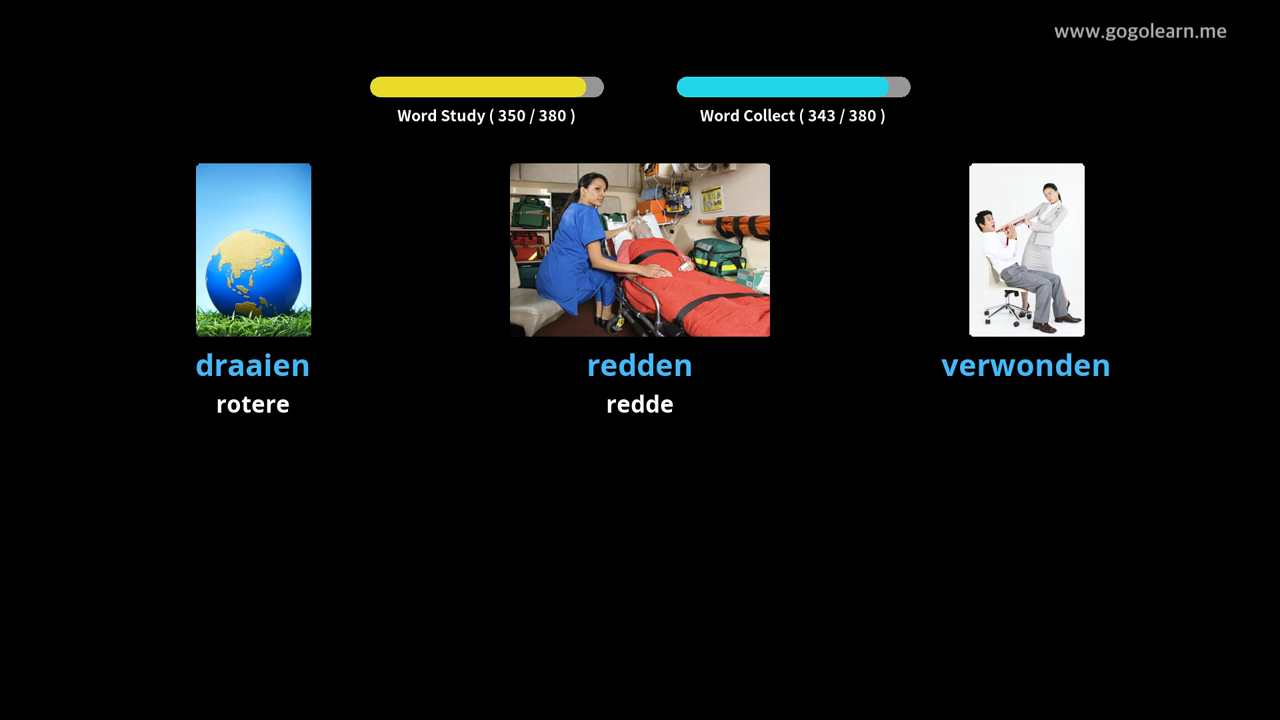 www.gogolearn.me
Word Study ( 350 / 380 )
Word Collect ( 343 / 380 )
draaien
redden
verwonden
rotere
redde